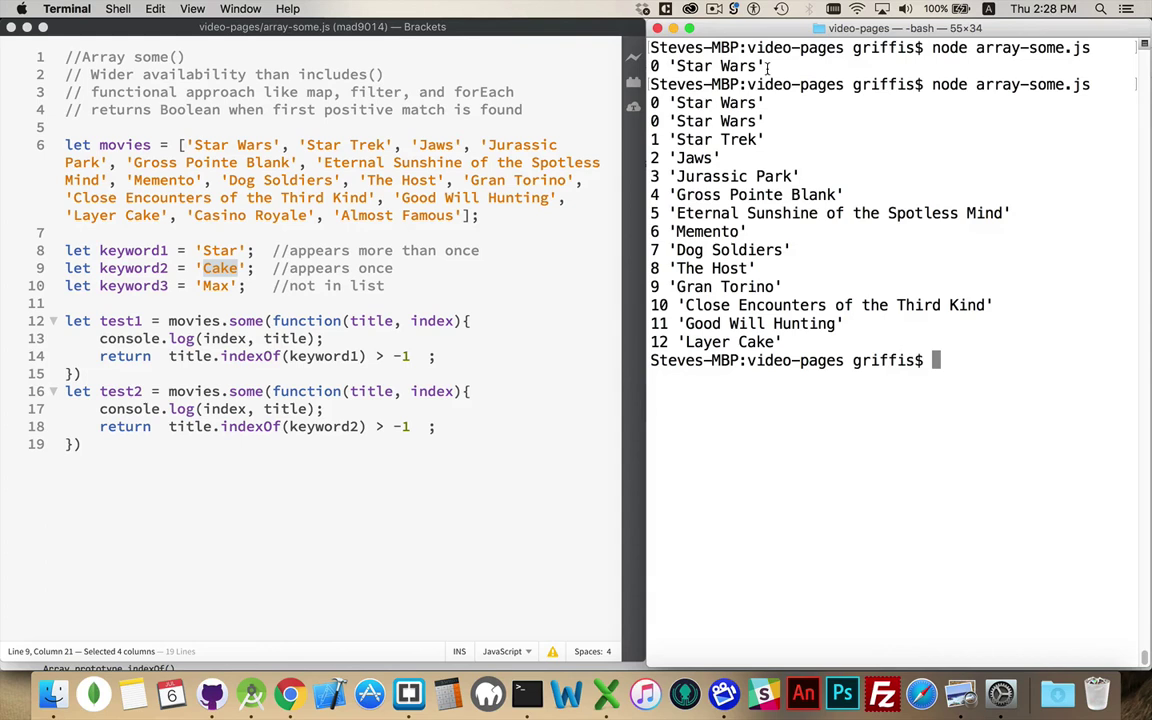 Terminal Shell Edit View Window Help
100% Thu 2:28 PM
video-pages/array-some.js (mad9014) — Brackets
1 //Array some()
2 // Wider availability than includes()
3 // functional approach like map, filter, and forEach
4 // returns Boolean when first positive match is found
5
6 let movies = ['Star Wars', 'Star Trek', 'Jaws', 'Jurassic
Park', 'Gross Pointe Blank', 'Eternal Sunshine of the Spotless
Mind', 'Memento', 'Dog Soldiers', 'The Host', 'Gran Torino',
'Close Encounters of the Third Kind', 'Good Will Hunting',
'Layer Cake', 'Casino Royale', 'Almost Famous'];
7
8 let keyword1 = 'Star'; //appears more than once
9 let keyword2 = 'Cake'; //appears once
10 let keyword3 = 'Max'; //not in list
11
12 let test1 = movies.some(function(title, index){
13 console.log(index, title);
14 return title.indexOf(keyword1) > -1 ;
15 })
16 let test2 = movies.some(function(title, index){
17 console.log(index, title);
18 return title.indexOf(keyword2) > -1 ;
19 })
Line 9, Column 21 — Selected 4 columns — 19 Lines
INS JavaScript Spaces: 4
Array.prototype.indexOf()
video-pages — -bash — 55×34
Steves-MBP:video-pages griffis$ node array-some.js
0 'Star Wars'
Steves-MBP:video-pages griffis$ node array-some.js
0 'Star Wars'
0 'Star Wars'
1 'Star Trek'
2 'Jaws'
3 'Jurassic Park'
4 'Gross Pointe Blank'
5 'Eternal Sunshine of the Spotless Mind'
6 'Memento'
7 'Dog Soldiers'
8 'The Host'
9 'Gran Torino'
10 'Close Encounters of the Third Kind'
11 'Good Will Hunting'
12 'Layer Cake'
Steves-MBP:video-pages griffis$
6
An
Ps